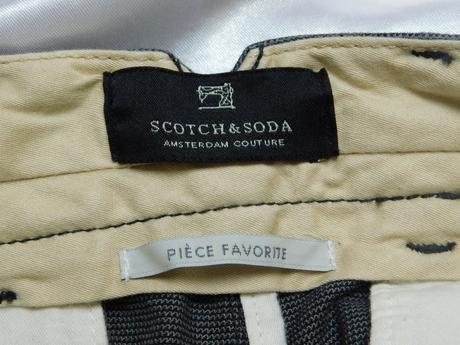 SCOTCH&SODA
AMSTERDAM COUTURE
PIÈCE FAVORITE